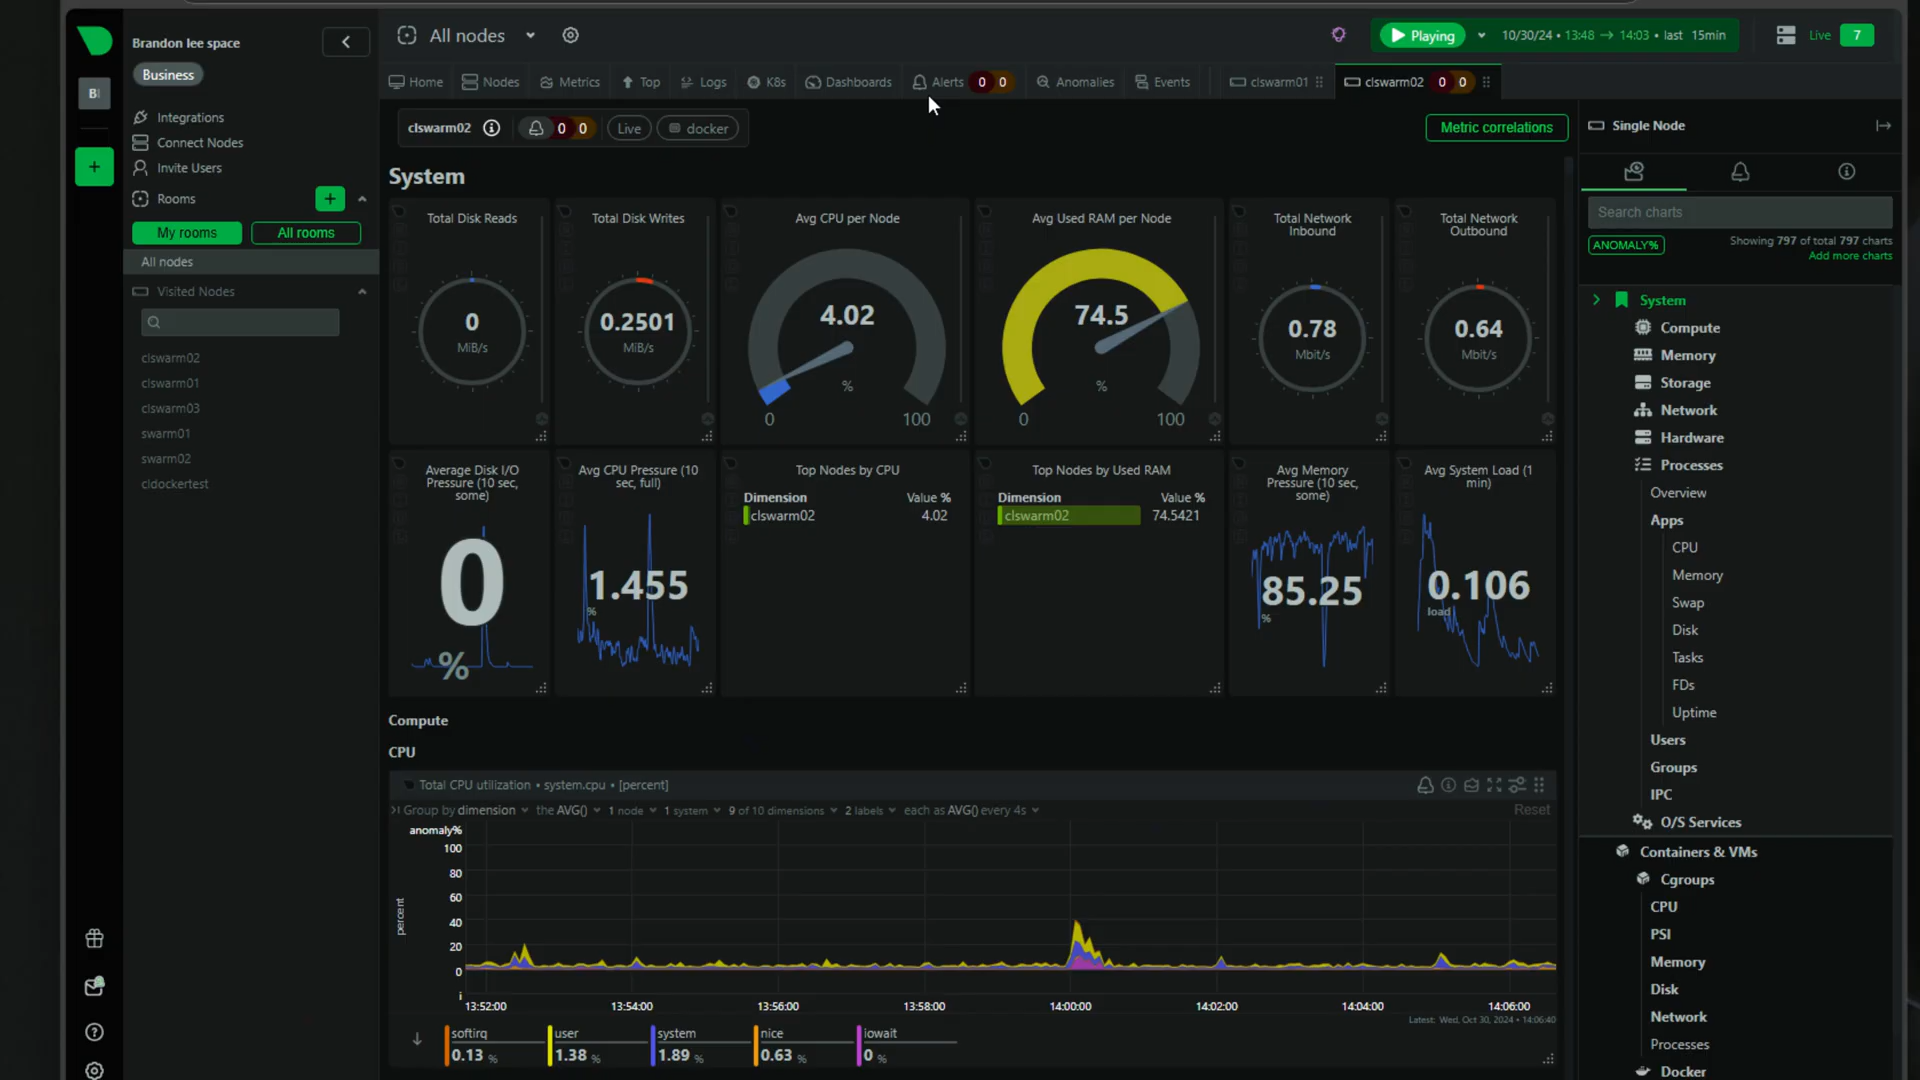 Brandon lee space
Business
B
Integrations
Connect Nodes
Invite Users
Rooms
+
My rooms
All rooms
All nodes
Visited Nodes
clswarm02
clswarm01
clswarm03
swarm01
swarm02
cldockertest
All nodes
Playing
10/30/24 • 13:48 → 14:03 • last 15min
Live
7
Home
Nodes
Metrics
Top
Logs
K8s
Dashboards
Alerts 0 0
Anomalies
Events
clswarm01
clswarm02 0 0
clswarm02
0 0
Live
docker
Metric correlations
System
Total Disk Reads
0
MiB/s
Total Disk Writes
0.2501
MiB/s
Avg CPU per Node
4.02
%
0 100
Avg Used RAM per Node
74.5
%
0 100
Total Network
Inbound
0.78
Mbit/s
Total Network
Outbound
0.64
Mbit/s
Average Disk I/O
Pressure (10 sec,
some)
0
%
Avg CPU Pressure (10
sec, full)
1.455
%
Top Nodes by CPU
Dimension Value %
clswarm02 4.02
Top Nodes by Used RAM
Dimension Value %
clswarm02 74.5421
Avg Memory
Pressure (10 sec,
some)
85.25
%
Avg System Load (1
min)
0.106
load
Compute
CPU
Total CPU utilization • system.cpu • [percent]
Group by dimension the AVG() 1 node 1 system 9 of 10 dimensions 2 labels each as AVG() every 4s
Reset
anomaly%
100
80
60
40
20
0
percent
13:52:00 13:54:00 13:56:00 13:58:00 14:00:00 14:02:00 14:04:00 14:06:00
Latest: Wed, Oct 30, 2024 • 14:06:40
softirq
0.13 %
user
1.38 %
system
1.89 %
nice
0.63 %
iowait
0 %
Single Node
Search charts
ANOMALY%
Showing 797 of total 797 charts
Add more charts
System
Compute
Memory
Storage
Network
Hardware
Processes
Overview
Apps
CPU
Memory
Swap
Disk
Tasks
FDs
Uptime
Users
Groups
IPC
O/S Services
Containers & VMs
Cgroups
CPU
PSI
Memory
Disk
Network
Processes
Docker